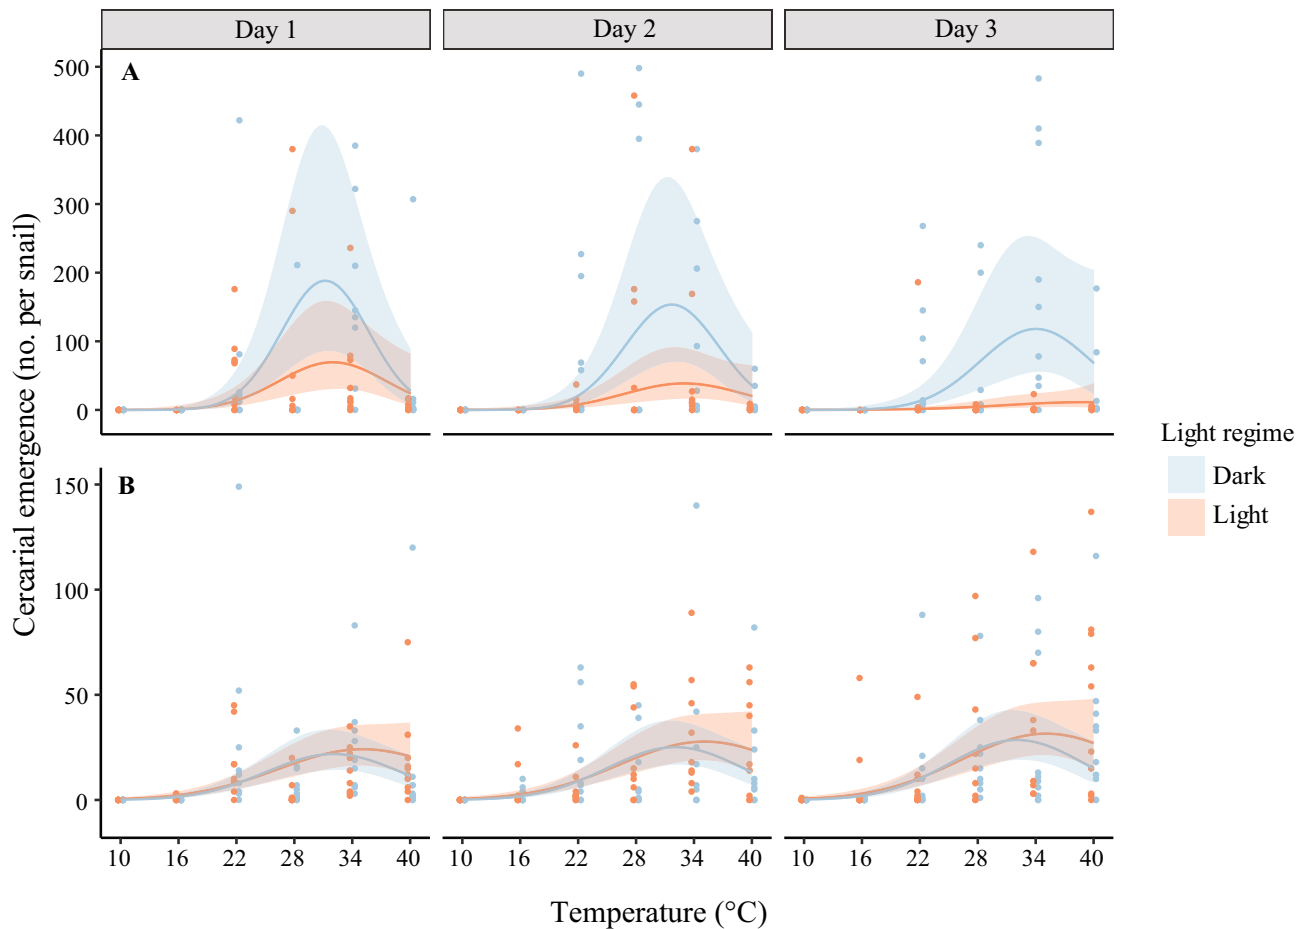 Day 1 Day 2 Day 3
A
500
400
300
200
100
0
Cercarial emergence (no. per snail)
Light regime
Dark
Light
B
150
100
50
0
10 16 22 28 34 40 10 16 22 28 34 40 10 16 22 28 34 40
Temperature (°C)